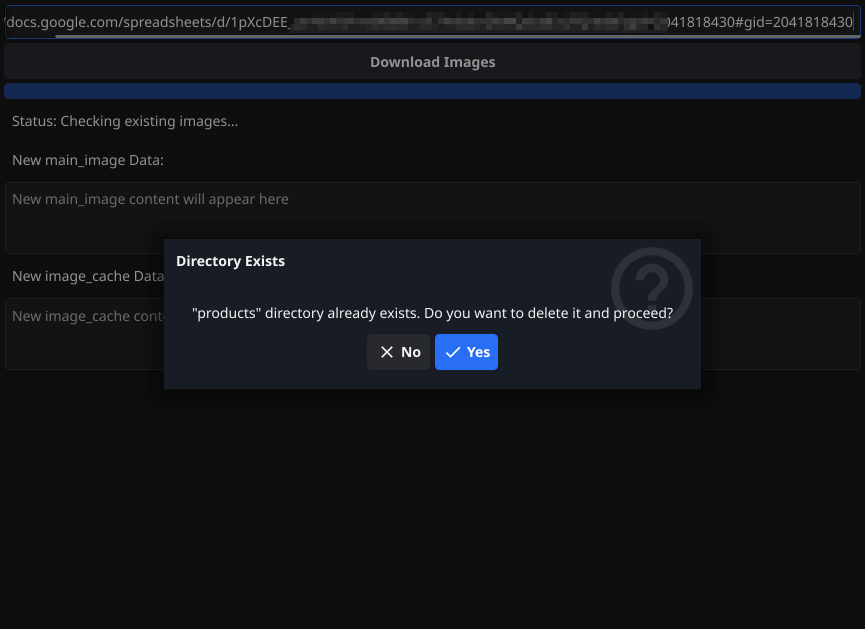 docs.google.com/spreadsheets/d/1pXcDEE_
041818430#gid=2041818430
Download Images
Status: Checking existing images...
New main_image Data:
New main_image content will appear here
Directory Exists
New image_cache Data
"products" directory already exists. Do you want to delete it and proceed?
New image_cache cont
No
Yes